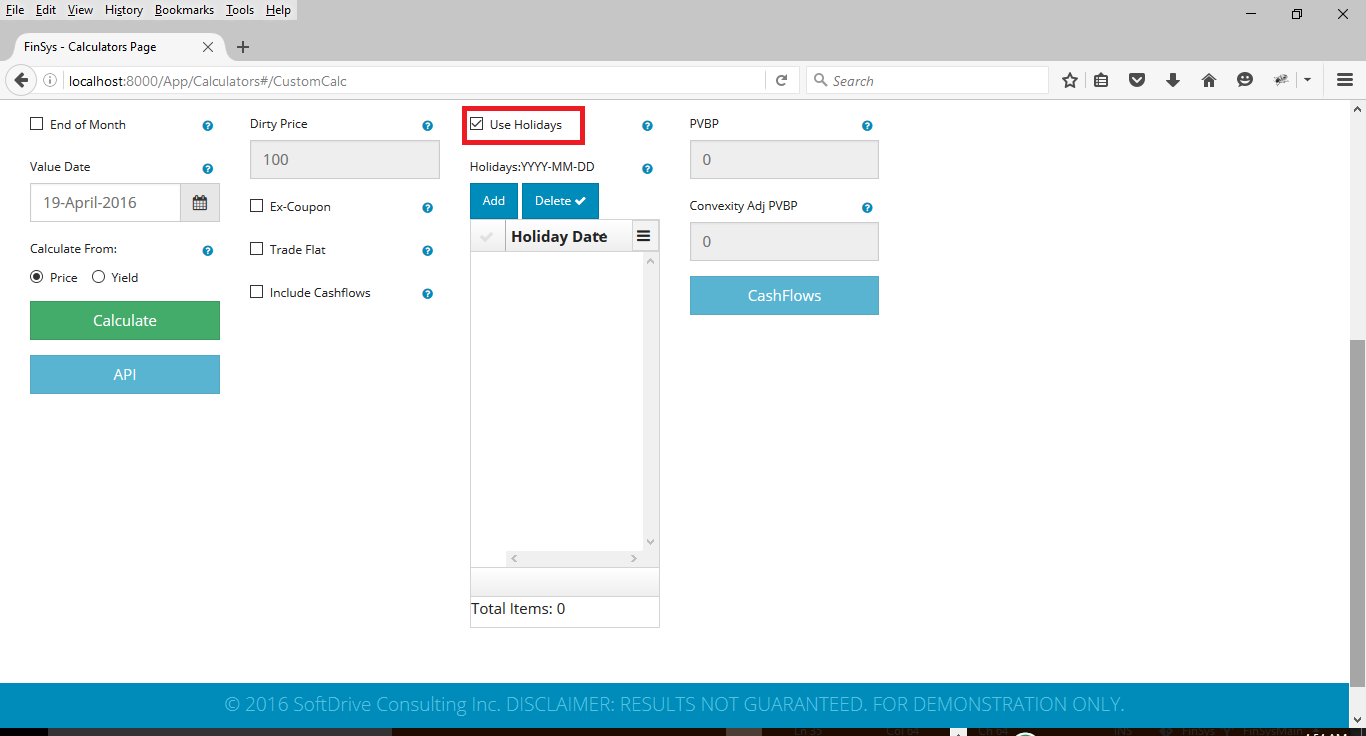 File Edit View History Bookmarks Tools Help
FinSys - Calculators Page
localhost:8000/App/Calculators#/CustomCalc
Search
End of Month
Dirty Price
Use Holidays
PVBP
100
0
Value Date
Holidays:YYYY-MM-DD
19-April-2016
Add
Delete
Ex-Coupon
Convexity Adj PVBP
Holiday Date
0
Calculate From:
Trade Flat
Price
Yield
Include Cashflows
CashFlows
Calculate
API
Total Items: 0
© 2016 SoftDrive Consulting Inc. DISCLAIMER: RESULTS NOT GUARANTEED. FOR DEMONSTRATION ONLY.